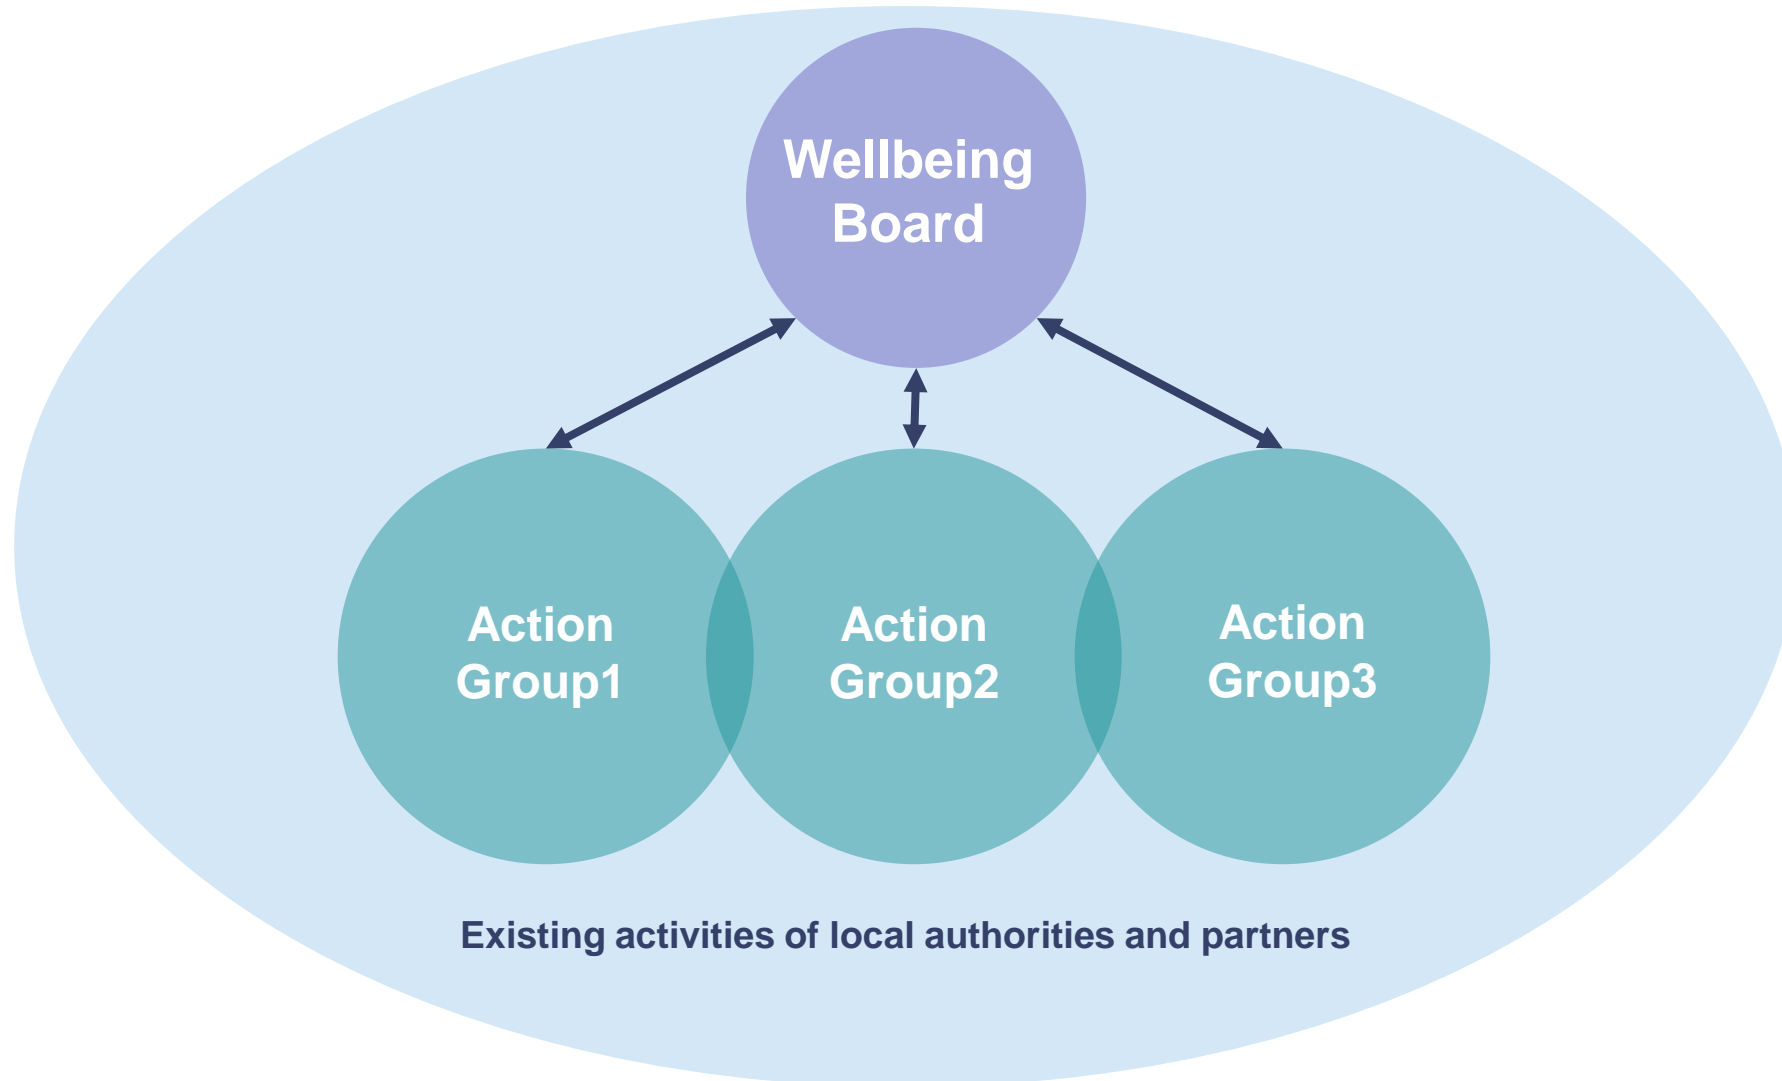 Wellbeing
Board
Action
Group1
Action
Group2
Action
Group3
Existing activities of local authorities and partners